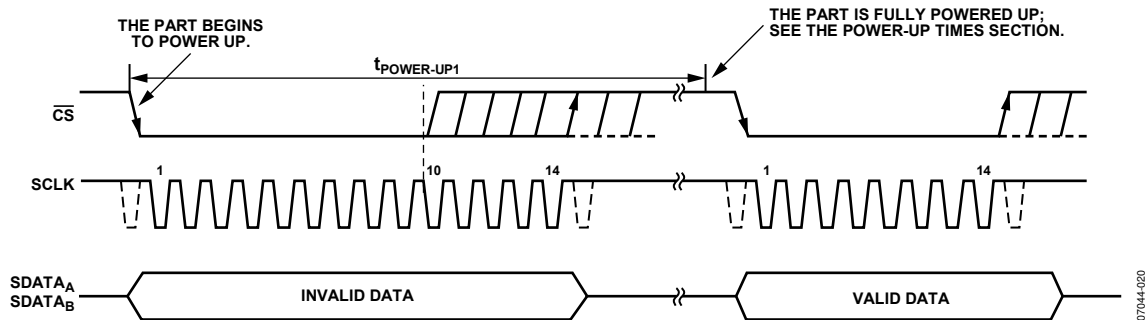 THE PART BEGINS
TO POWER UP.
THE PART IS FULLY POWERED UP;
SEE THE POWER-UP TIMES SECTION.
tPOWER-UP1
CS
SCLK
1
10
14
1
14
SDATAA
SDATAB
INVALID DATA
VALID DATA
07044-020